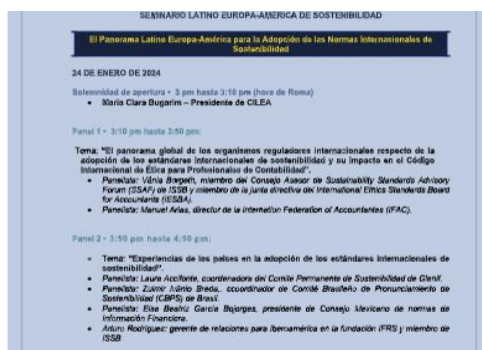 SEMINARIO LATINO EUROPA-AMÉRICA DE SOSTENIBILIDAD
El Panorama Latino Europa-América para la Adopción de las Normas Internacionales de
Sostenibilidad
24 DE ENERO DE 2024
Solemnidad de apertura • 3 pm hasta 3:10 pm (hora de Roma)
• Maria Clara Bugarim – Presidente de CILEA
Panel 1 • 3:10 pm hasta 3:50 pm:
Tema: "El panorama global de los organismos reguladores internacionales respecto de la
adopción de los estándares internacionales de sostenibilidad y su impacto en el Código
Internacional de Ética para Profesionales de Contabilidad".
• Panelista: Vânia Borgerth, miembro del Consejo Asesor de Sustainability Standards Advisory
Forum (SSAF) de ISSB y miembro de la junta directiva del International Ethics Standards Board
for Accountants (IESBA).
• Panelista: Manuel Arias, director de la Internation Federation of Accountantes (IFAC).
Panel 2 • 3:50 pm hasta 4:50 pm:
• Tema: "Experiencias de los países en la adopción de los estándares internacionales de
sostenibilidad".
• Panelista: Laura Accifonte, coordenadora del Comite Permanente de Sostenibilidad de Glenif.
• Panelista: Zulmir Ivânio Breda, coordinador de Comité Brasileño de Pronunciamiento de
Sostenibilidad (CBPS) de Brasil.
• Panelista: Elsa Beatriz García Bojorges, presidente de Consejo Mexicano de normas de
Información Financiera.
• Arturo Rodríguez: gerente de relaciones para Iberoamérica en la fundación IFRS y miembro de
ISSB